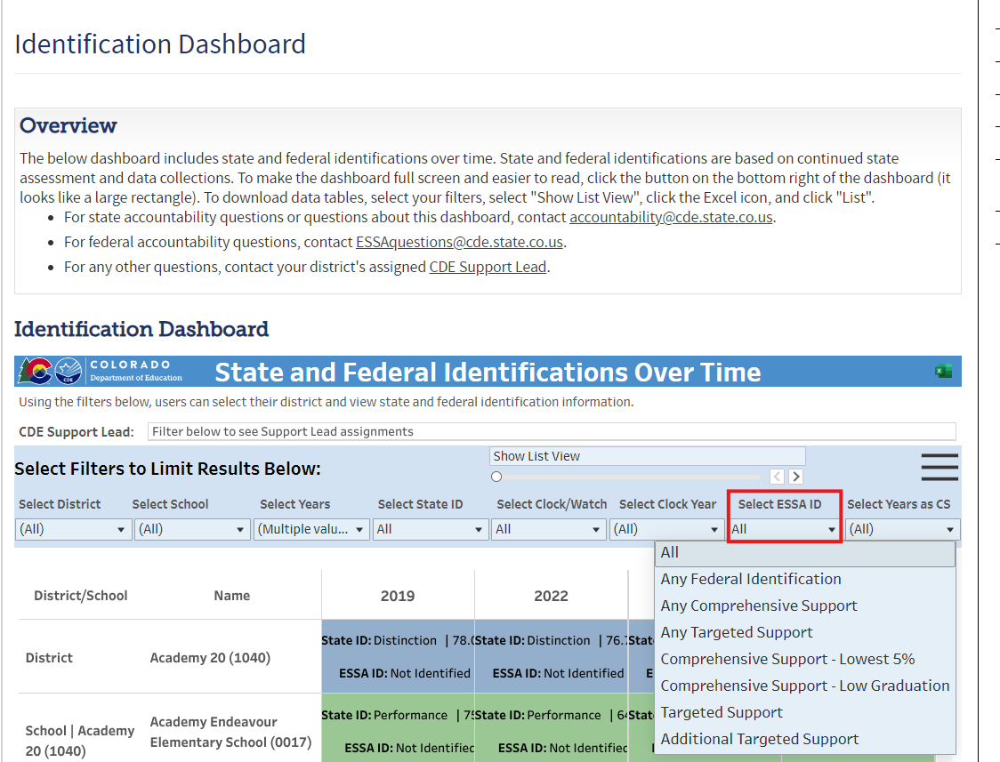 Identification Dashboard
Overview
The below dashboard includes state and federal identifications over time. State and federal identifications are based on continued state
assessment and data collections. To make the dashboard full screen and easier to read, click the button on the bottom right of the dashboard (it
looks like a large rectangle). To download data tables, select your filters, select "Show List View", click the Excel icon, and click "List".
• For state accountability questions or questions about this dashboard, contact accountability@cde.state.co.us.
• For federal accountability questions, contact ESSAquestions@cde.state.co.us.
• For any other questions, contact your district's assigned CDE Support Lead.
Identification Dashboard
CDE
COLORADO
Department of Education
State and Federal Identifications Over Time
Using the filters below, users can select their district and view state and federal identification information.
CDE Support Lead: Filter below to see Support Lead assignments
Select Filters to Limit Results Below:
Show List View
Select District Select School Select Years Select State ID Select Clock/Watch Select Clock Year Select ESSA ID Select Years as CS
(All) (All) (Multiple valu... All All (All) All (All)
All
Any Federal Identification
Any Comprehensive Support
Any Targeted Support
Comprehensive Support - Lowest 5%
Comprehensive Support - Low Graduation
Targeted Support
Additional Targeted Support
District/School Name 2019 2022
District Academy 20 (1040)
State ID: Distinction | 78. State ID: Distinction | 76. Stat
ESSA ID: Not Identified ESSA ID: Not Identified E
School | Academy
20 (1040)
Academy Endeavour
Elementary School (0017)
State ID: Performance | 7 State ID: Performance | 6 Stat
ESSA ID: Not Identified ESSA ID: Not Identified